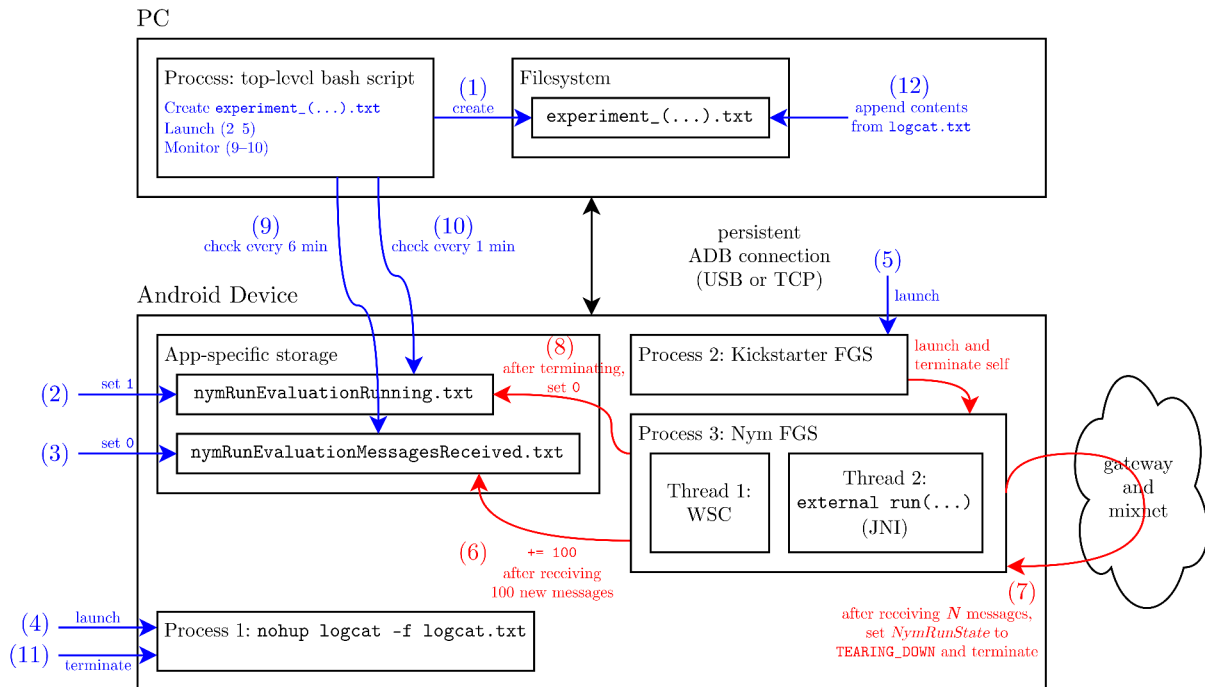 PC
Process: top-level bash script
Create experiment_(...).txt
Launch (2–5)
Monitor (9–10)
(1)
create
Filesystem
experiment_(...).txt
(12)
append contents
from logcat.txt
(9)
check every 6 min
(10)
check every 1 min
persistent
ADB connection
(USB or TCP)
(5)
launch
Android Device
App-specific storage
nymRunEvaluationRunning.txt
nymRunEvaluationMessagesReceived.txt
(2)
set 1
(3)
set 0
(8)
after terminating,
set 0
Process 2: Kickstarter FGS
launch and
terminate self
Process 3: Nym FGS
Thread 1:
WSC
Thread 2:
external run(...)
(JNI)
gateway
and
mixnet
(6)
+= 100
after receiving
100 new messages
(7)
after receiving N messages,
set NymRunState to
TEARING_DOWN and terminate
(4)
launch
(11)
terminate
Process 1: nohup logcat -f logcat.txt